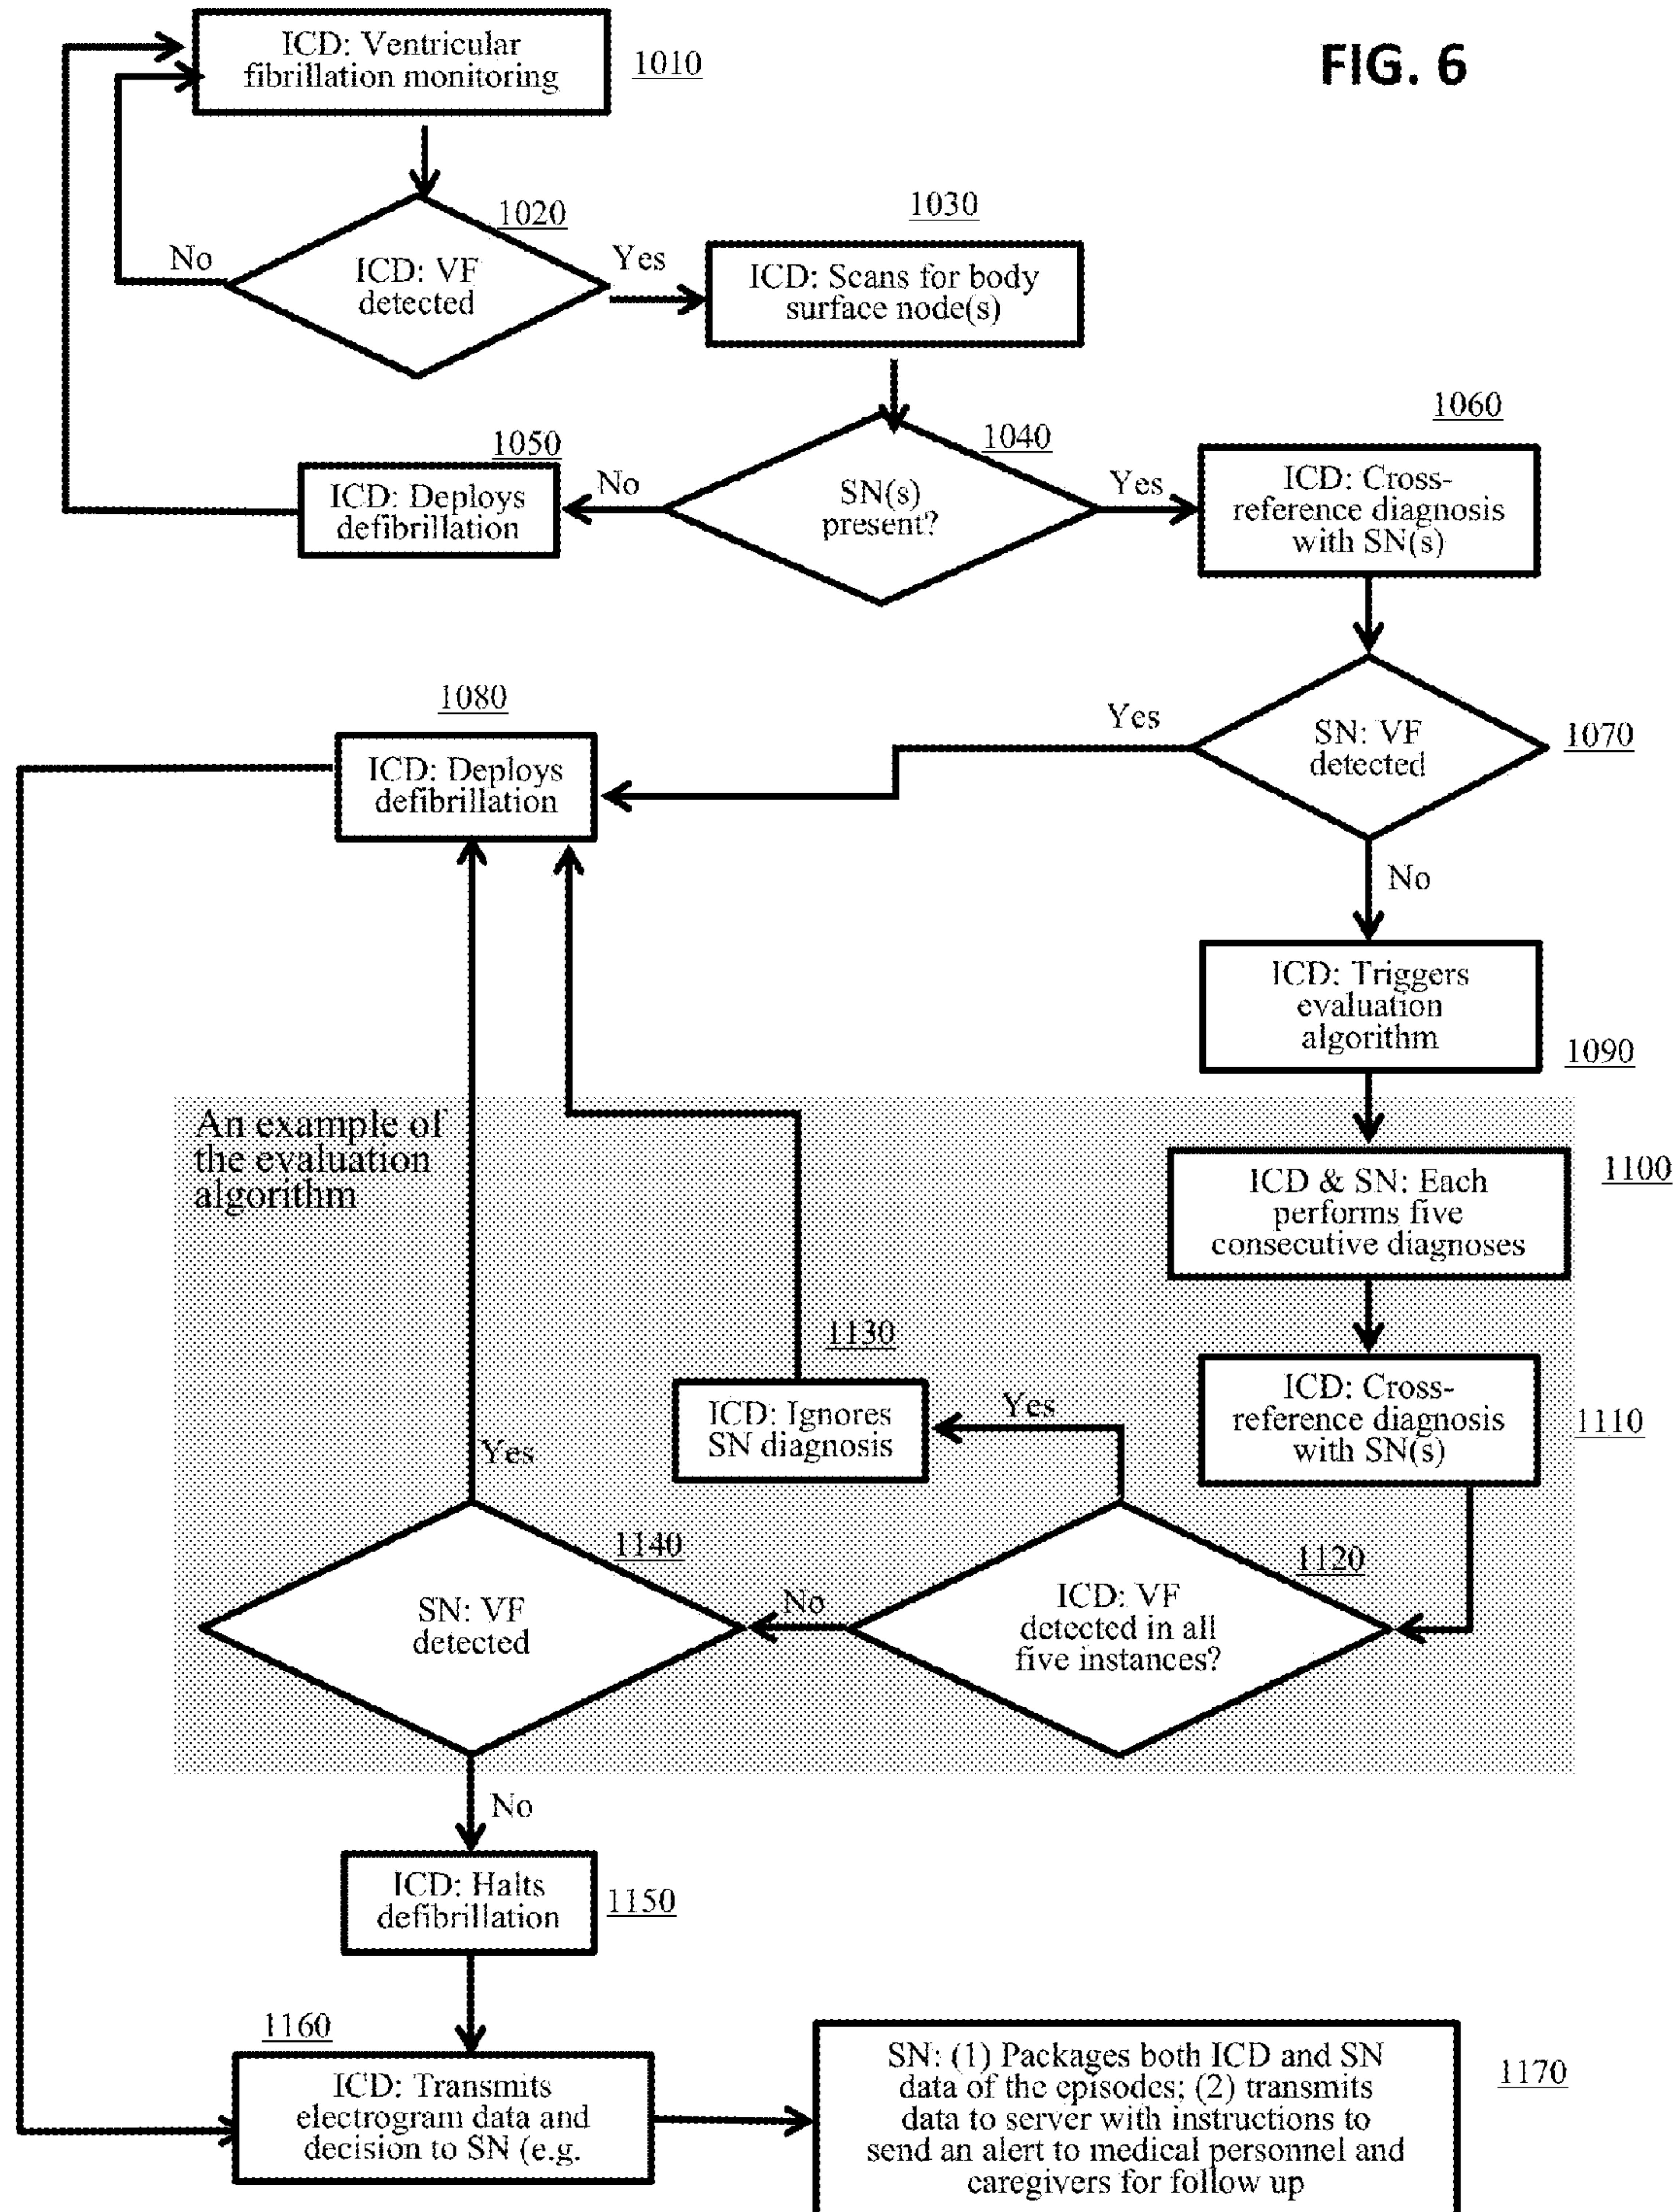 FIG. 6
ICD: Ventricular
fibrillation monitoring
1010
1020
ICD: VF
detected
No
Yes
1030
ICD: Scans for body
surface node(s)
1040
SN(s)
present?
No
Yes
1050
ICD: Deploys
defibrillation
1060
ICD: Cross-
reference diagnosis
with SN(s)
SN: VF
detected
1070
Yes
No
1080
ICD: Deploys
defibrillation
ICD: Triggers
evaluation
algorithm
1090
An example of
the evaluation
algorithm
ICD & SN: Each
performs five
consecutive diagnoses
1100
ICD: Cross-
reference diagnosis
with SN(s)
1110
1120
ICD: VF
detected in all
five instances?
Yes
No
1130
ICD: Ignores
SN diagnosis
1140
SN: VF
detected
Yes
No
ICD: Halts
defibrillation
1150
1160
ICD: Transmits
electrogram data and
decision to SN (e.g.
SN: (1) Packages both ICD and SN
data of the episodes; (2) transmits
data to server with instructions to
send an alert to medical personnel and
caregivers for follow up
1170